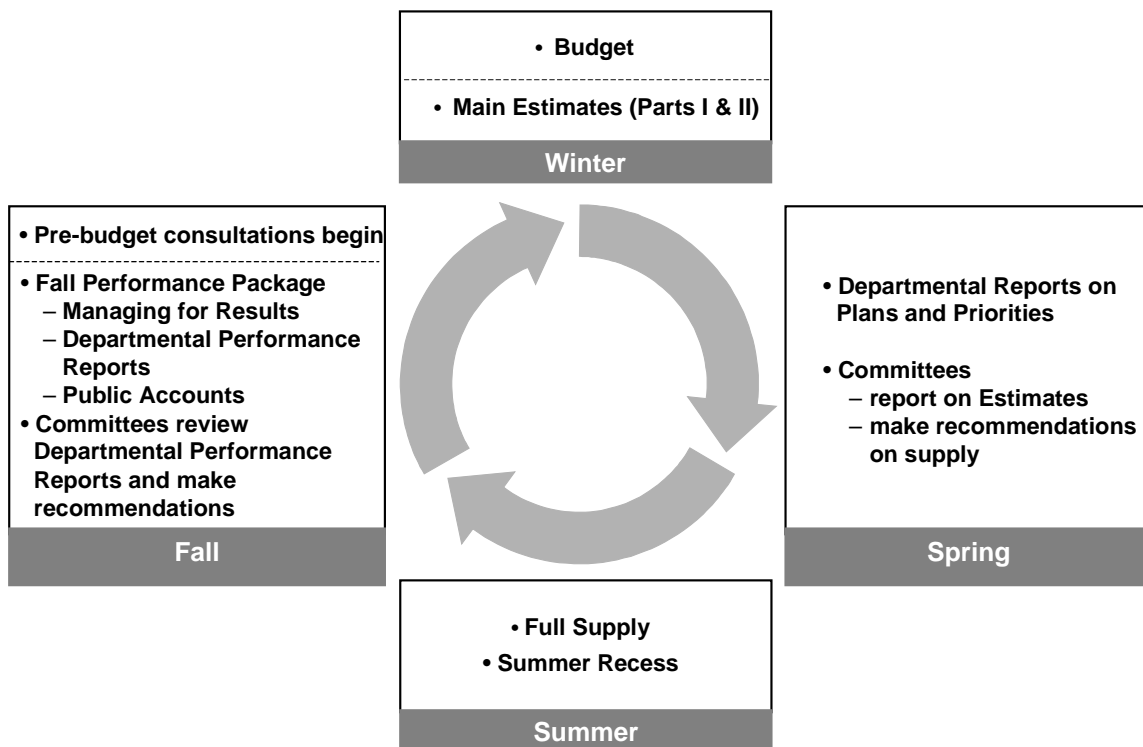 • Budget
• Main Estimates (Parts I & II)
Winter
• Pre-budget consultations begin
• Fall Performance Package
– Managing for Results
– Departmental Performance
Reports
– Public Accounts
• Committees review
Departmental Performance
Reports and make
recommendations
Fall
• Departmental Reports on
Plans and Priorities
• Committees
– report on Estimates
– make recommendations
on supply
Spring
• Full Supply
• Summer Recess
Summer